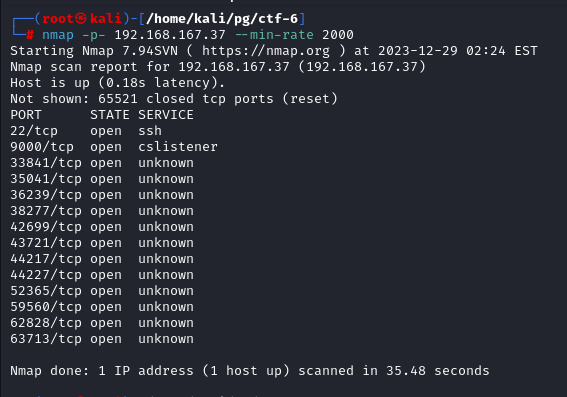 ┌──(root㉿kali)-[/home/kali/pg/ctf-6]
└─# nmap -p- 192.168.167.37 --min-rate 2000
Starting Nmap 7.94SVN ( https://nmap.org ) at 2023-12-29 02:24 EST
Nmap scan report for 192.168.167.37 (192.168.167.37)
Host is up (0.18s latency).
Not shown: 65521 closed tcp ports (reset)
PORT      STATE SERVICE
22/tcp    open  ssh
9000/tcp  open  cslistener
33841/tcp open  unknown
35041/tcp open  unknown
36239/tcp open  unknown
38277/tcp open  unknown
42699/tcp open  unknown
43721/tcp open  unknown
44217/tcp open  unknown
44227/tcp open  unknown
52365/tcp open  unknown
59560/tcp open  unknown
62828/tcp open  unknown
63713/tcp open  unknown
Nmap done: 1 IP address (1 host up) scanned in 35.48 seconds